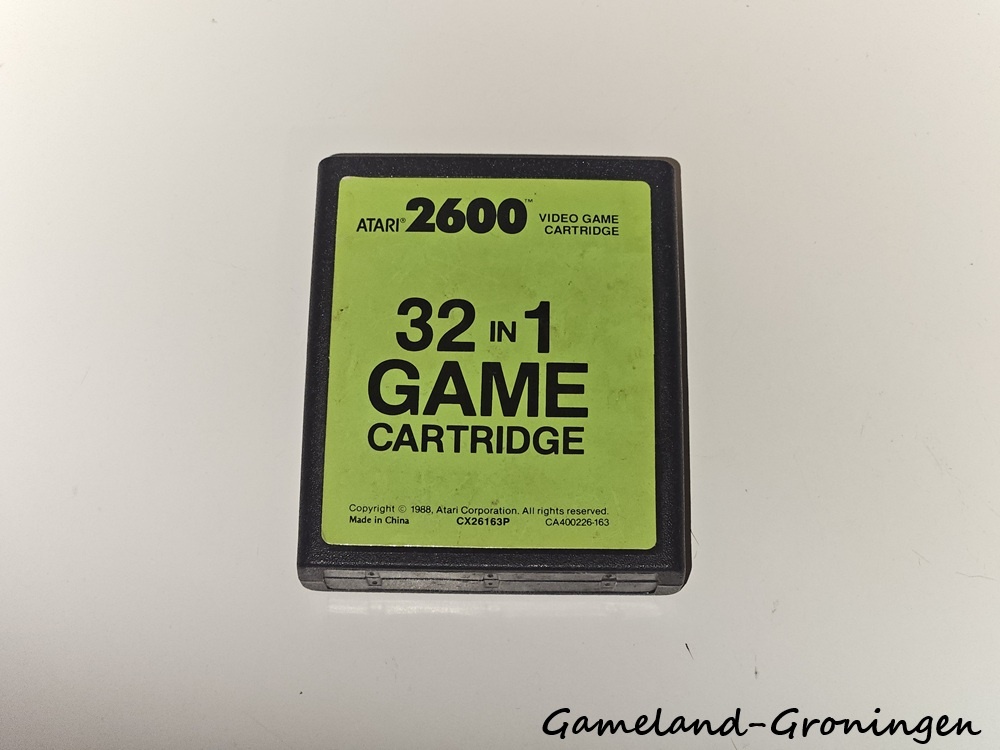 ATARI® 2600™ VIDEO GAME CARTRIDGE
32 IN 1
GAME
CARTRIDGE
Copyright © 1988, Atari Corporation. All rights reserved.
Made in China CX26163P CA400226-163
Gameland-Groningen